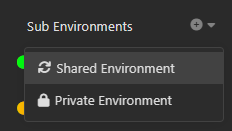 Sub Environments
Shared Environment
Private Environment